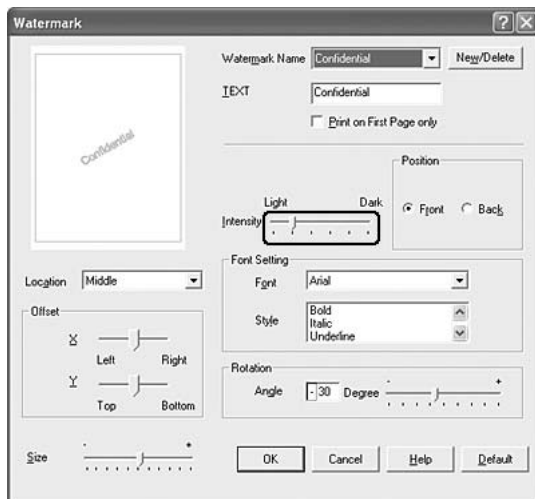 Watermark
Watermark Name Confidential New/Delete
TEXT Confidential
Print on First Page only
Confidential
Position
Light Dark
Intensity
Front Back
Location Middle
Font Setting
Font Arial
Style Bold
Italic
Underline
Offset
X
Left Right
Y
Top Bottom
Rotation
Angle -30 Degree - +
Size - +
OK Cancel Help Default